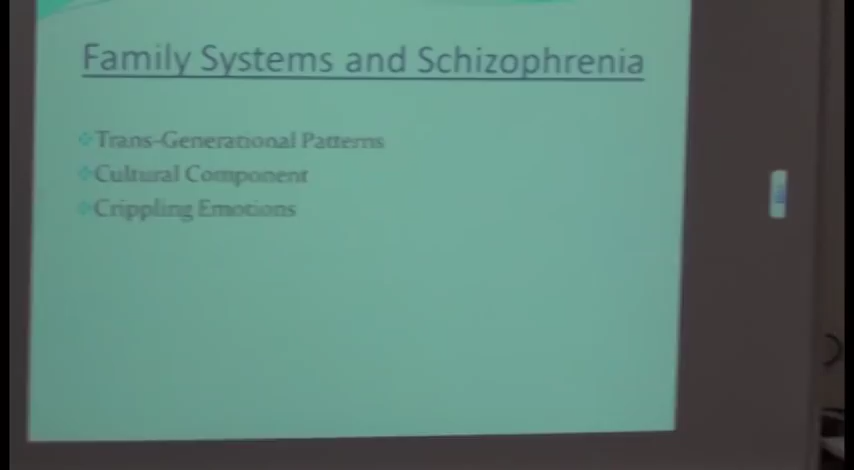 Family Systems and Schizophrenia
Trans-Generational Patterns
Cultural Component
Crippling Emotions